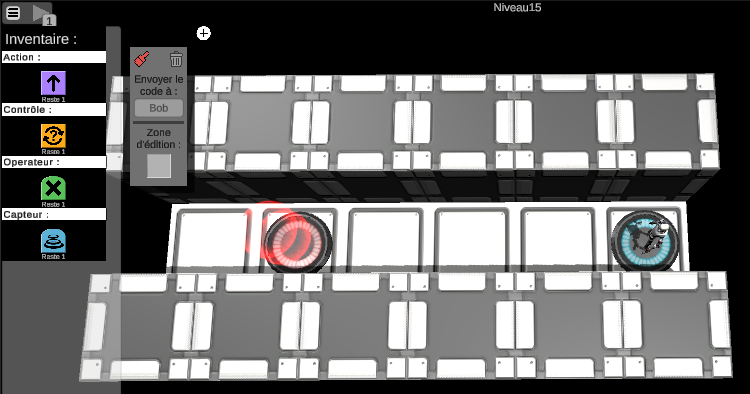 Niveau15
1
Inventaire :
Action :
Reste 1
Contrôle :
Reste 1
Operateur :
Reste 1
Capteur :
Reste 1
Envoyer le
code à :
Bob
Zone
d'édition :